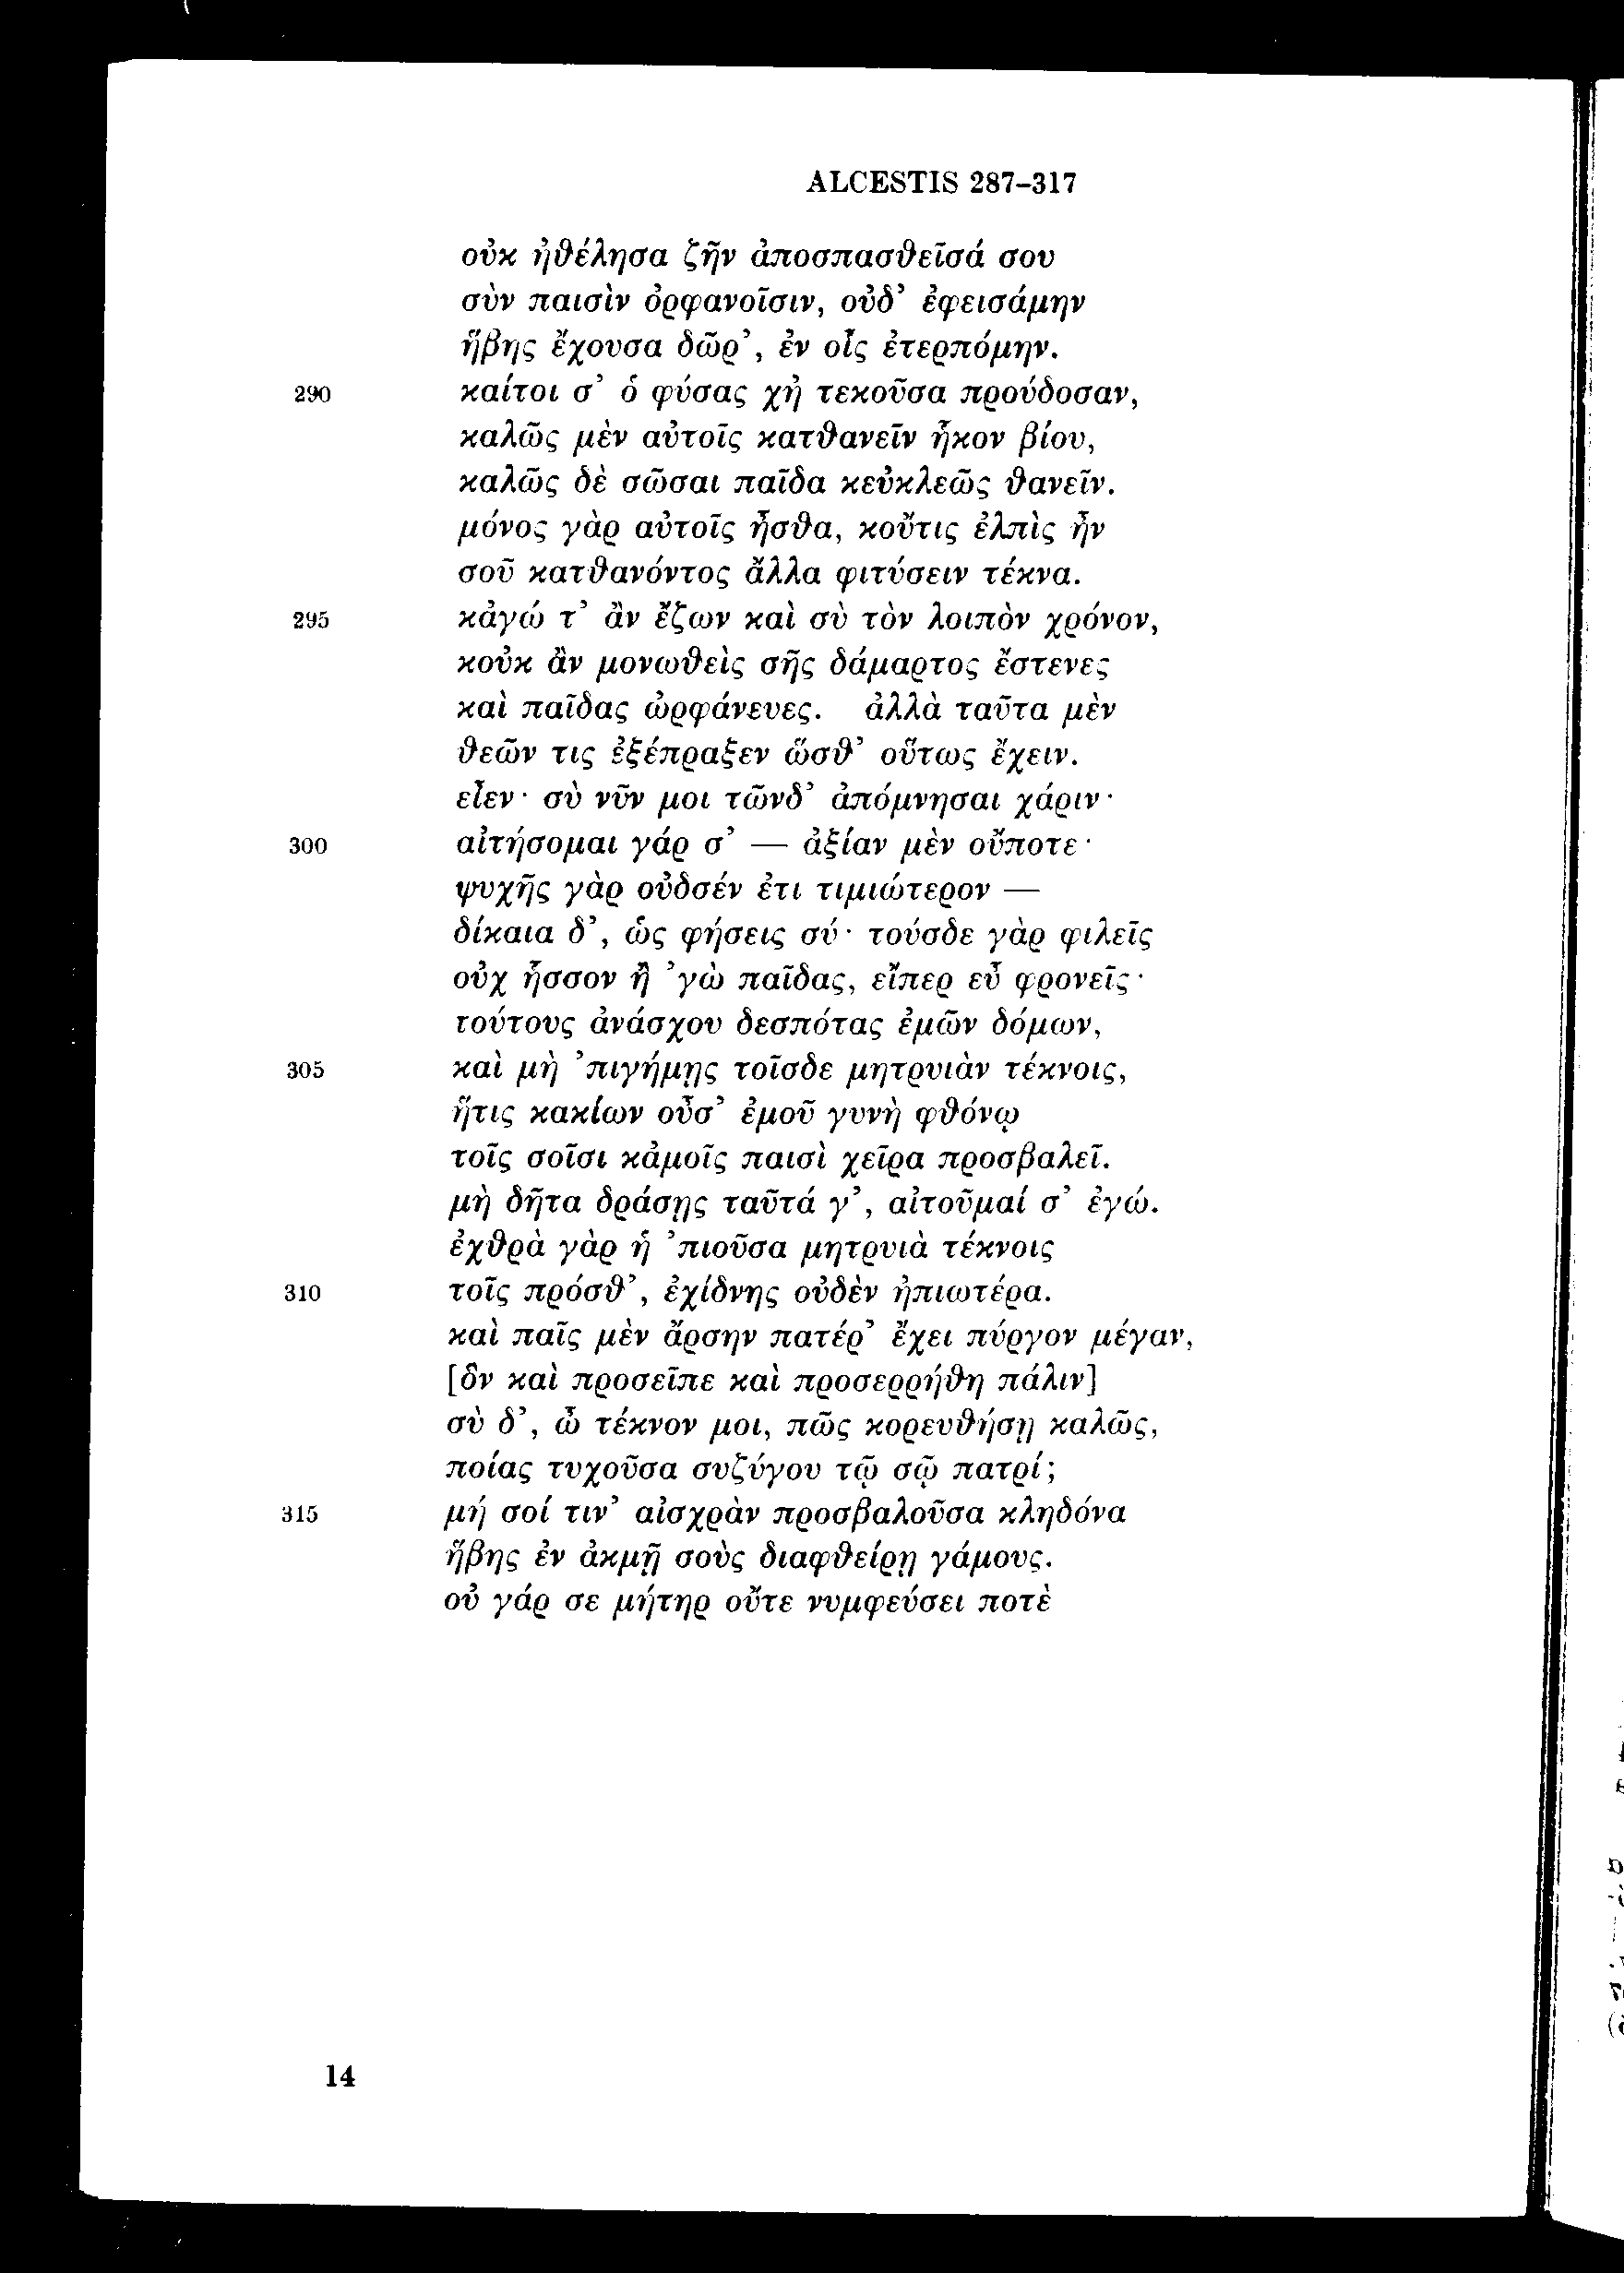 ALCESTIS 287-317
οὐκ ἠθέλησα ζῆν ἀποσπασθεῖσά σου
σὺν παισὶν ὀρφανοῖσιν, οὐδ’ ἐφεισάμην
ἥβης ἔχουσα δῶρ’, ἐν οἷς ἐτερπόμην.
290 καίτοι σ’ ὁ φύσας χἠ τεκοῦσα προύδοσαν,
καλῶς μὲν αὐτοῖς κατθανεῖν ἧκον βίου,
καλῶς δὲ σῶσαι παῖδα κεὐκλεῶς θανεῖν.
μόνος γὰρ αὐτοῖς ἦσθα, κοὔτις ἐλπὶς ἦν
σοῦ κατθανόντος ἄλλα φιτύσειν τέκνα.
295 κἀγώ τ’ ἂν ἔζων καὶ σὺ τὸν λοιπὸν χρόνον,
κοὐκ ἂν μονωθεὶς σῆς δάμαρτος ἔστενες
καὶ παῖδας ὠρφάνευες. ἀλλὰ ταῦτα μὲν
θεῶν τις ἐξέπραξεν ὥσθ’ οὕτως ἔχειν.
εἶεν· σὺ νῦν μοι τῶνδ’ ἀπόμνησαι χάριν·
300 αἰτήσομαι γάρ σ’ — ἀξίαν μὲν οὔποτε·
ψυχῆς γὰρ οὐδσέν ἐτι τιμιώτερον —
δίκαια δ’, ὡς φήσεις σύ· τούσδε γὰρ φιλεῖς
οὐχ ἧσσον ἢ ’γὼ παῖδας, εἴπερ εὖ φρονεῖς·
τούτους ἀνάσχου δεσπότας ἐμῶν δόμων,
305 καὶ μὴ ’πιγήμῃς τοῖσδε μητρυιὰν τέκνοις,
ἥτις κακίων οὖσ’ ἐμοῦ γυνὴ φθόνῳ
τοῖς σοῖσι κἀμοῖς παισὶ χεῖρα προσβαλεῖ.
μὴ δῆτα δράσῃς ταῦτά γ’, αἰτοῦμαί σ’ ἐγώ.
ἐχθρὰ γὰρ ἡ ’πιοῦσα μητρυιὰ τέκνοις
310 τοῖς πρόσθ’, ἐχίδνης οὐδὲν ἠπιωτέρα.
καὶ παῖς μὲν ἄρσην πατέρ’ ἔχει πύργον μέγαν,
[ὃν καὶ προσεῖπε καὶ προσερρήθη πάλιν]
σὺ δ’, ὦ τέκνον μοι, πῶς κορευθήσῃ καλῶς,
ποίας τυχοῦσα συζύγου τῷ σῷ πατρί;
315 μή σοί τιν’ αἰσχρὰν προσβαλοῦσα κληδόνα
ἥβης ἐν ἀκμῇ σοὺς διαφθείρῃ γάμους.
οὐ γάρ σε μήτηρ οὔτε νυμφεύσει ποτὲ
14